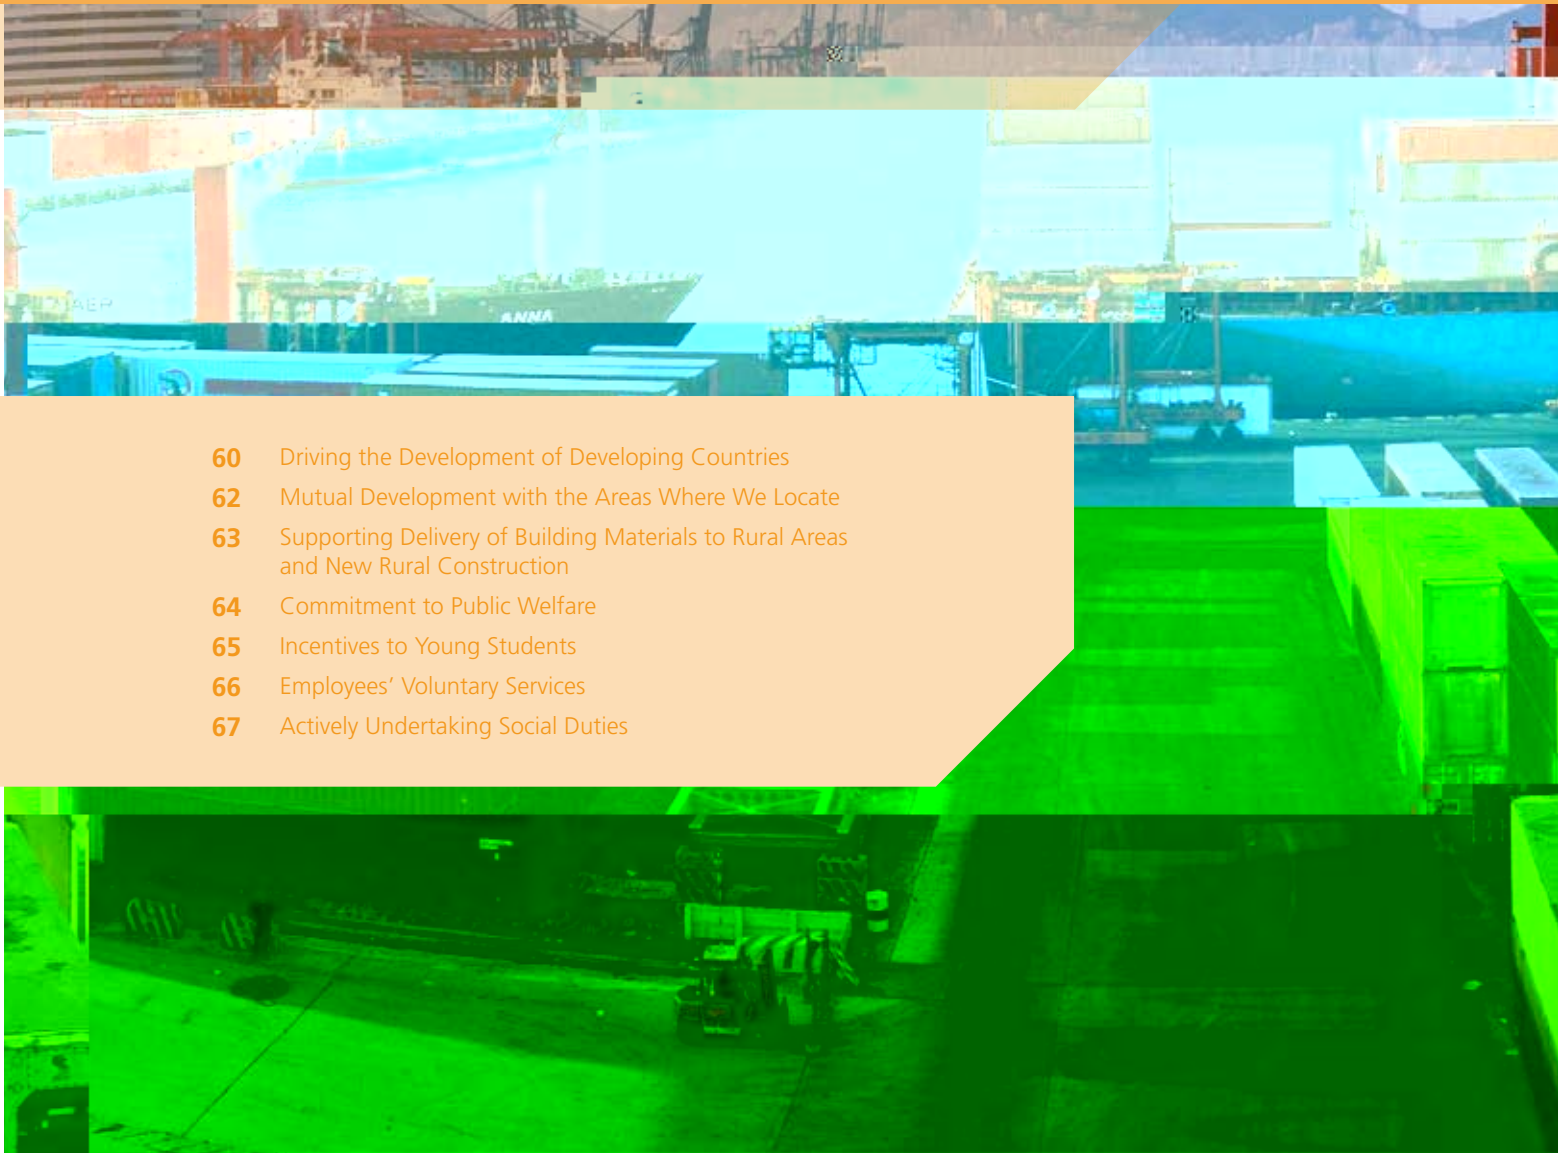 ANNA
60 Driving the Development of Developing Countries
62 Mutual Development with the Areas Where We Locate
63 Supporting Delivery of Building Materials to Rural Areas
and New Rural Construction
64 Commitment to Public Welfare
65 Incentives to Young Students
66 Employees’ Voluntary Services
67 Actively Undertaking Social Duties